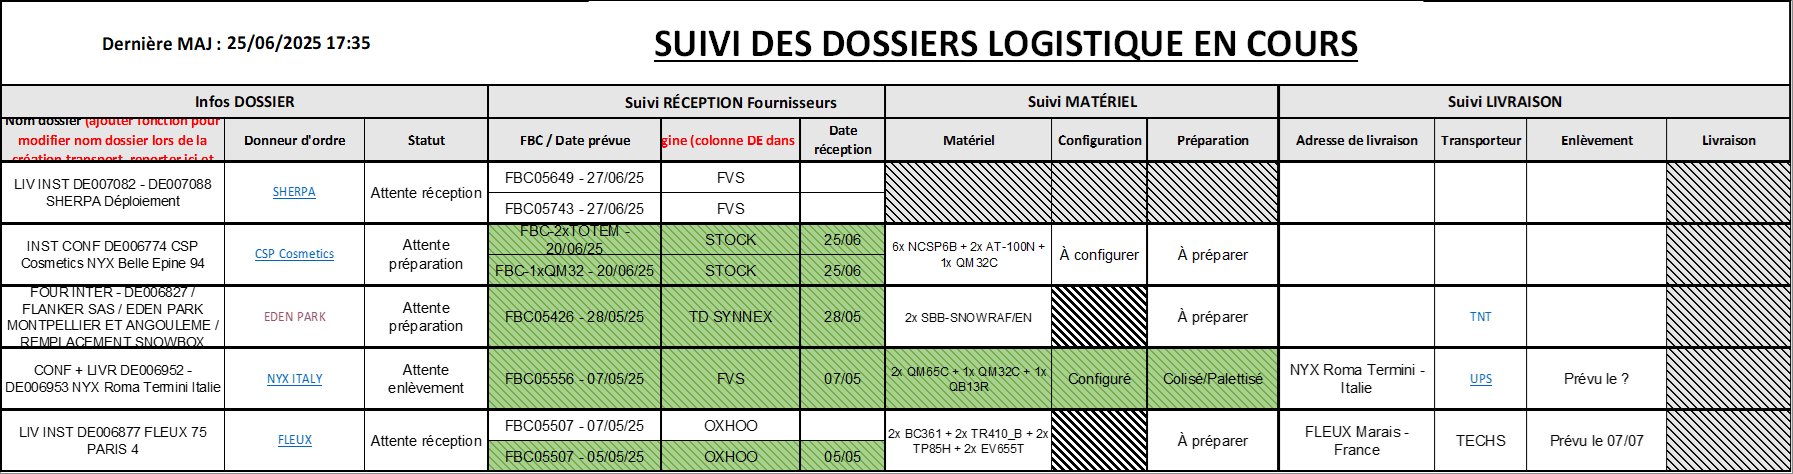 Dernière MAJ : 25/06/2025 17:35
SUIVI DES DOSSIERS LOGISTIQUE EN COURS
Infos DOSSIER
Suivi RÉCEPTION Fournisseurs
Suivi MATÉRIEL
Suivi LIVRAISON
Nom dossier (ajouter fonction pour
modifier nom dossier lors de la
création transport, reporter ici et
Donneur d'ordre
Statut
FBC / Date prévue
gine (colonne DE dans
Date
réception
Matériel
Configuration
Préparation
Adresse de livraison
Transporteur
Enlèvement
Livraison
LIV INST DE007082 - DE007088
SHERPA Déploiement
SHERPA
Attente réception
FBC05649 - 27/06/25
FVS
FBC05743 - 27/06/25
FVS
INST CONF DE006774 CSP
Cosmetics NYX Belle Epine 94
CSP Cosmetics
Attente
préparation
FBC-2xTOTEM -
20/06/25
STOCK
25/06
FBC-1xQM32 - 20/06/25
STOCK
25/06
6x NCSP6B + 2x AT-100N +
1x QM32C
À configurer
À préparer
FOUR INTER - DE006827 /
FLANKER SAS / EDEN PARK
MONTPELLIER ET ANGOULEME /
REMPLACEMENT SNOWBOX
EDEN PARK
Attente
préparation
FBC05426 - 28/05/25
TD SYNNEX
28/05
2x SBB-SNOWRAF/EN
À préparer
TNT
CONF + LIVR DE006952 -
DE006953 NYX Roma Termini Italie
NYX ITALY
Attente
enlèvement
FBC05556 - 07/05/25
FVS
07/05
2x QM65C + 1x QM32C + 1x
QB13R
Configuré
Colisé/Palettisé
NYX Roma Termini -
Italie
UPS
Prévu le ?
LIV INST DE006877 FLEUX 75
PARIS 4
FLEUX
Attente réception
FBC05507 - 07/05/25
OXHOO
FBC05507 - 05/05/25
OXHOO
05/05
2x BC361 + 2x TR410_B + 2x
TP85H + 2x EV655T
À préparer
FLEUX Marais -
France
TECHS
Prévu le 07/07